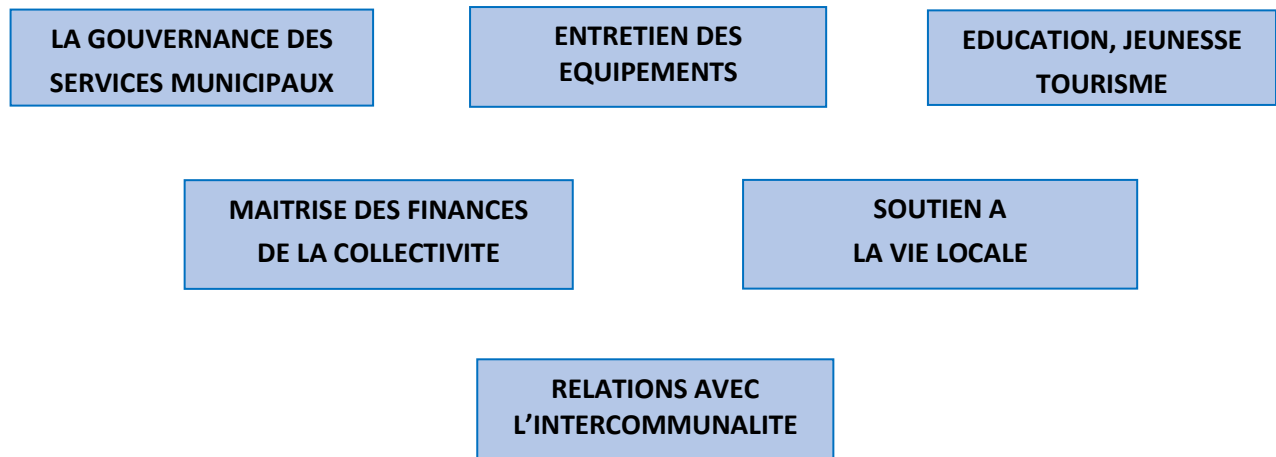 LA GOUVERNANCE DES
SERVICES MUNICIPAUX
ENTRETIEN DES
EQUIPEMENTS
EDUCATION, JEUNESSE
TOURISME
MAITRISE DES FINANCES
DE LA COLLECTIVITE
SOUTIEN A
LA VIE LOCALE
RELATIONS AVEC
L’INTERCOMMUNALITE